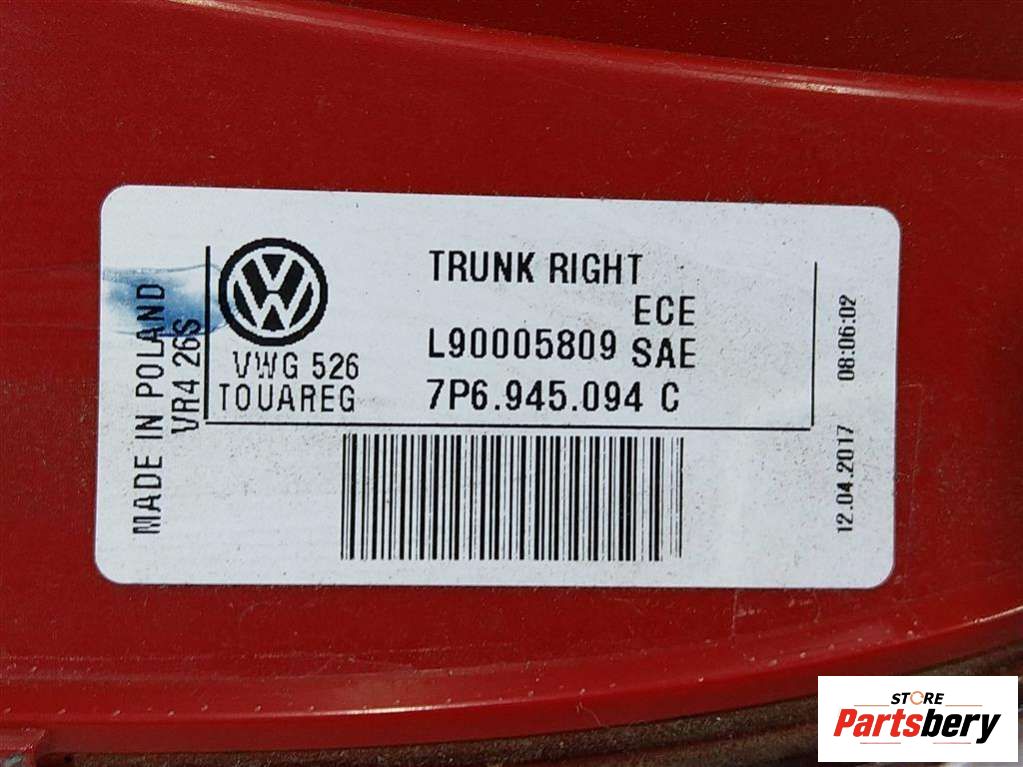 MADE IN POLAND
VR4 26S
VW
VWG 526
TOUAREG
TRUNK RIGHT
ECE
L90005809 SAE
7P6.945.094 C
12.04.2017 08:06:02
STORE
Partsbery